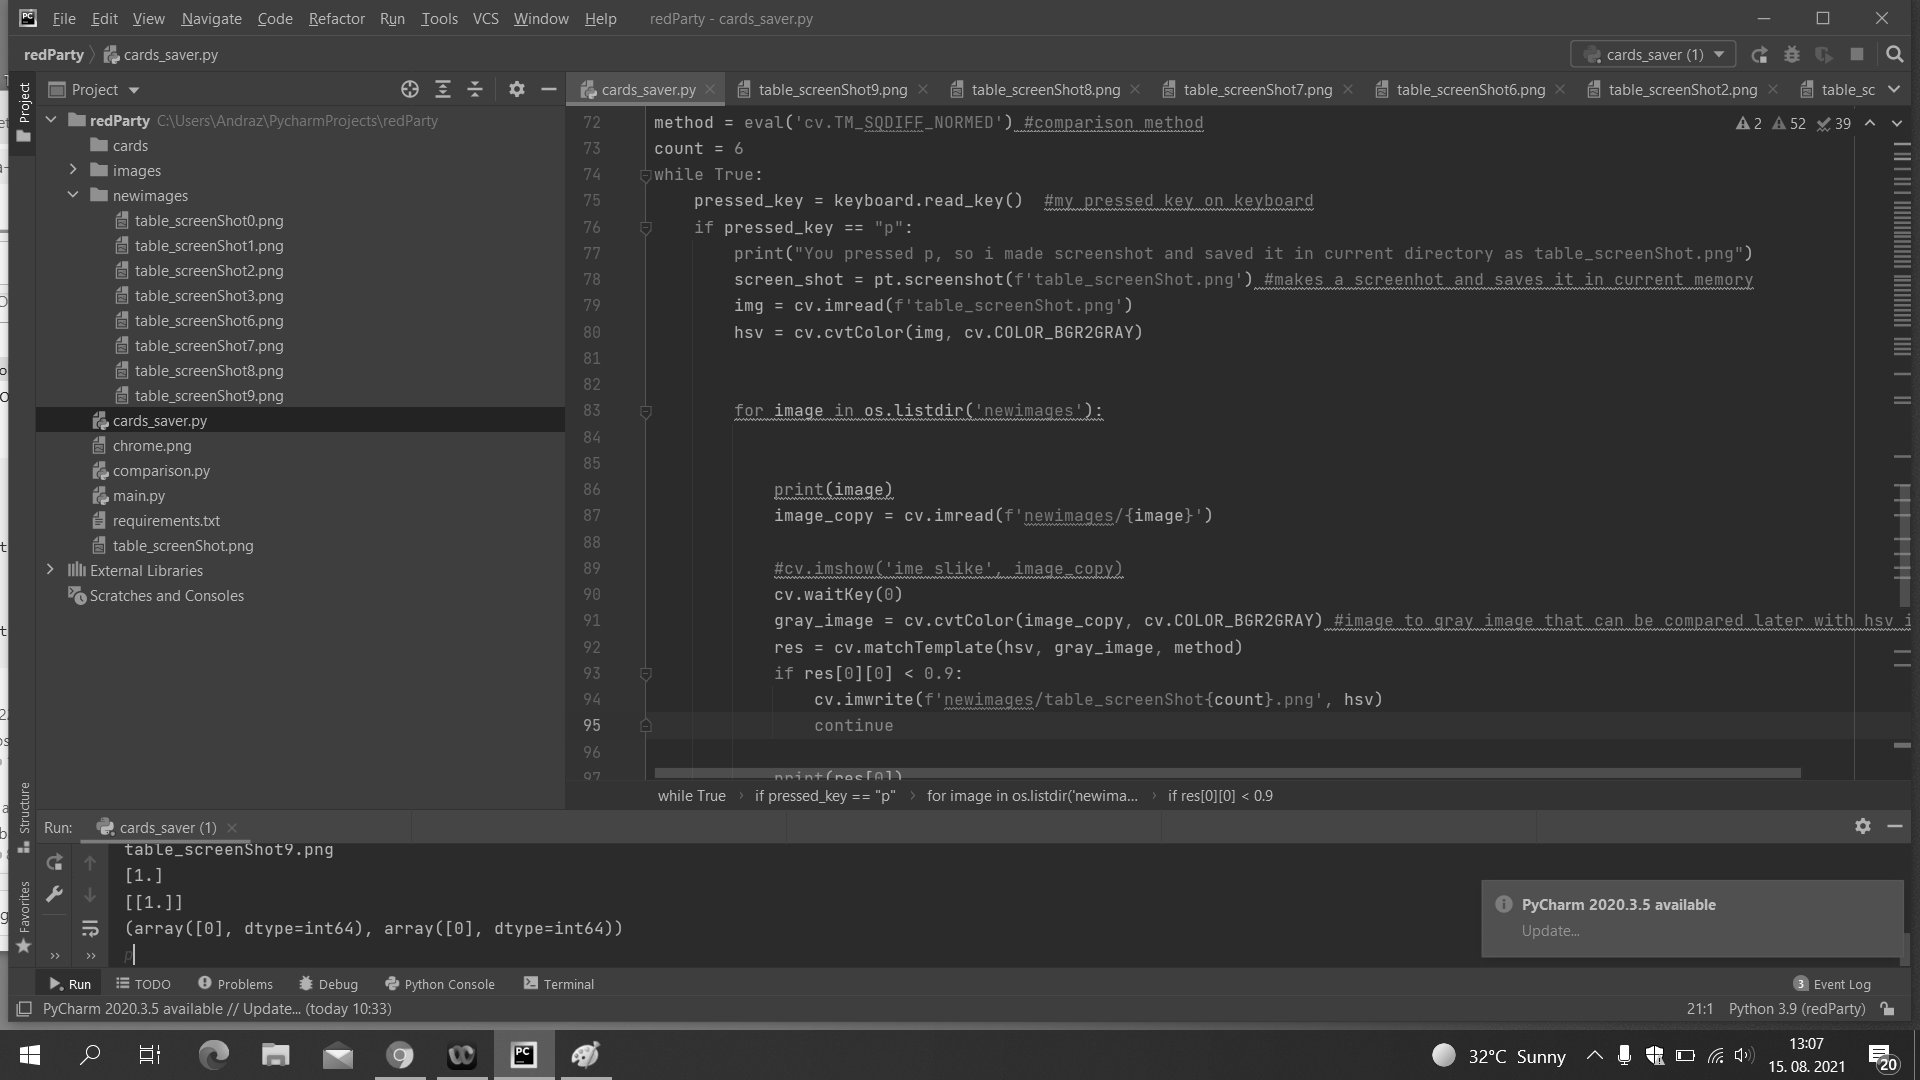 File Edit View Navigate Code Refactor Run Tools VCS Window Help redParty - cards_saver.py
redParty cards_saver.py cards_saver (1)
Project
Project
cards_saver.py table_screenShot9.png table_screenShot8.png table_screenShot7.png table_screenShot6.png table_screenShot2.png table_sc
redParty C:\Users\Andraz\PycharmProjects\redParty
cards
images
newimages
table_screenShot0.png
table_screenShot1.png
table_screenShot2.png
table_screenShot3.png
table_screenShot6.png
table_screenShot7.png
table_screenShot8.png
table_screenShot9.png
cards_saver.py
chrome.png
comparison.py
main.py
requirements.txt
table_screenShot.png
External Libraries
Scratches and Consoles
2 52 39
72 method = eval('cv.TM_SQDIFF_NORMED') #comparison method
73 count = 6
74 while True:
75 pressed_key = keyboard.read_key() #my pressed key on keyboard
76 if pressed_key == "p":
77 print("You pressed p, so i made screenshot and saved it in current directory as table_screenShot.png")
78 screen_shot = pt.screenshot(f'table_screenShot.png') #makes a screenhot and saves it in current memory
79 img = cv.imread(f'table_screenShot.png')
80 hsv = cv.cvtColor(img, cv.COLOR_BGR2GRAY)
81
82
83 for image in os.listdir('newimages'):
84
85
86 print(image)
87 image_copy = cv.imread(f'newimages/{image}')
88
89 #cv.imshow('ime slike', image_copy)
90 cv.waitKey(0)
91 gray_image = cv.cvtColor(image_copy, cv.COLOR_BGR2GRAY) #image to gray image that can be compared later with hsv i
92 res = cv.matchTemplate(hsv, gray_image, method)
93 if res[0][0] < 0.9:
94 cv.imwrite(f'newimages/table_screenShot{count}.png', hsv)
95 continue
96
97 print(res[0])
while True if pressed_key == "p" for image in os.listdir('newima... if res[0][0] < 0.9
Structure
Favorites
Run: cards_saver (1)
table_screenShot9.png
[1.]
[[1.]]
(array([0], dtype=int64), array([0], dtype=int64))
p
PyCharm 2020.3.5 available
Update...
Run TODO Problems Debug Python Console Terminal 3 Event Log
PyCharm 2020.3.5 available // Update... (today 10:33) 21:1 Python 3.9 (redParty)
PC 32°C Sunny 13:07
15. 08. 2021 20